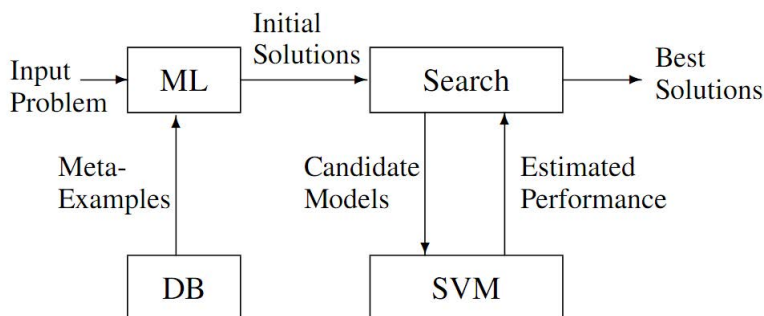 Initial
Solutions
Input
Problem
ML
Search
Best
Solutions
Meta-
Examples
Candidate
Models
Estimated
Performance
DB
SVM